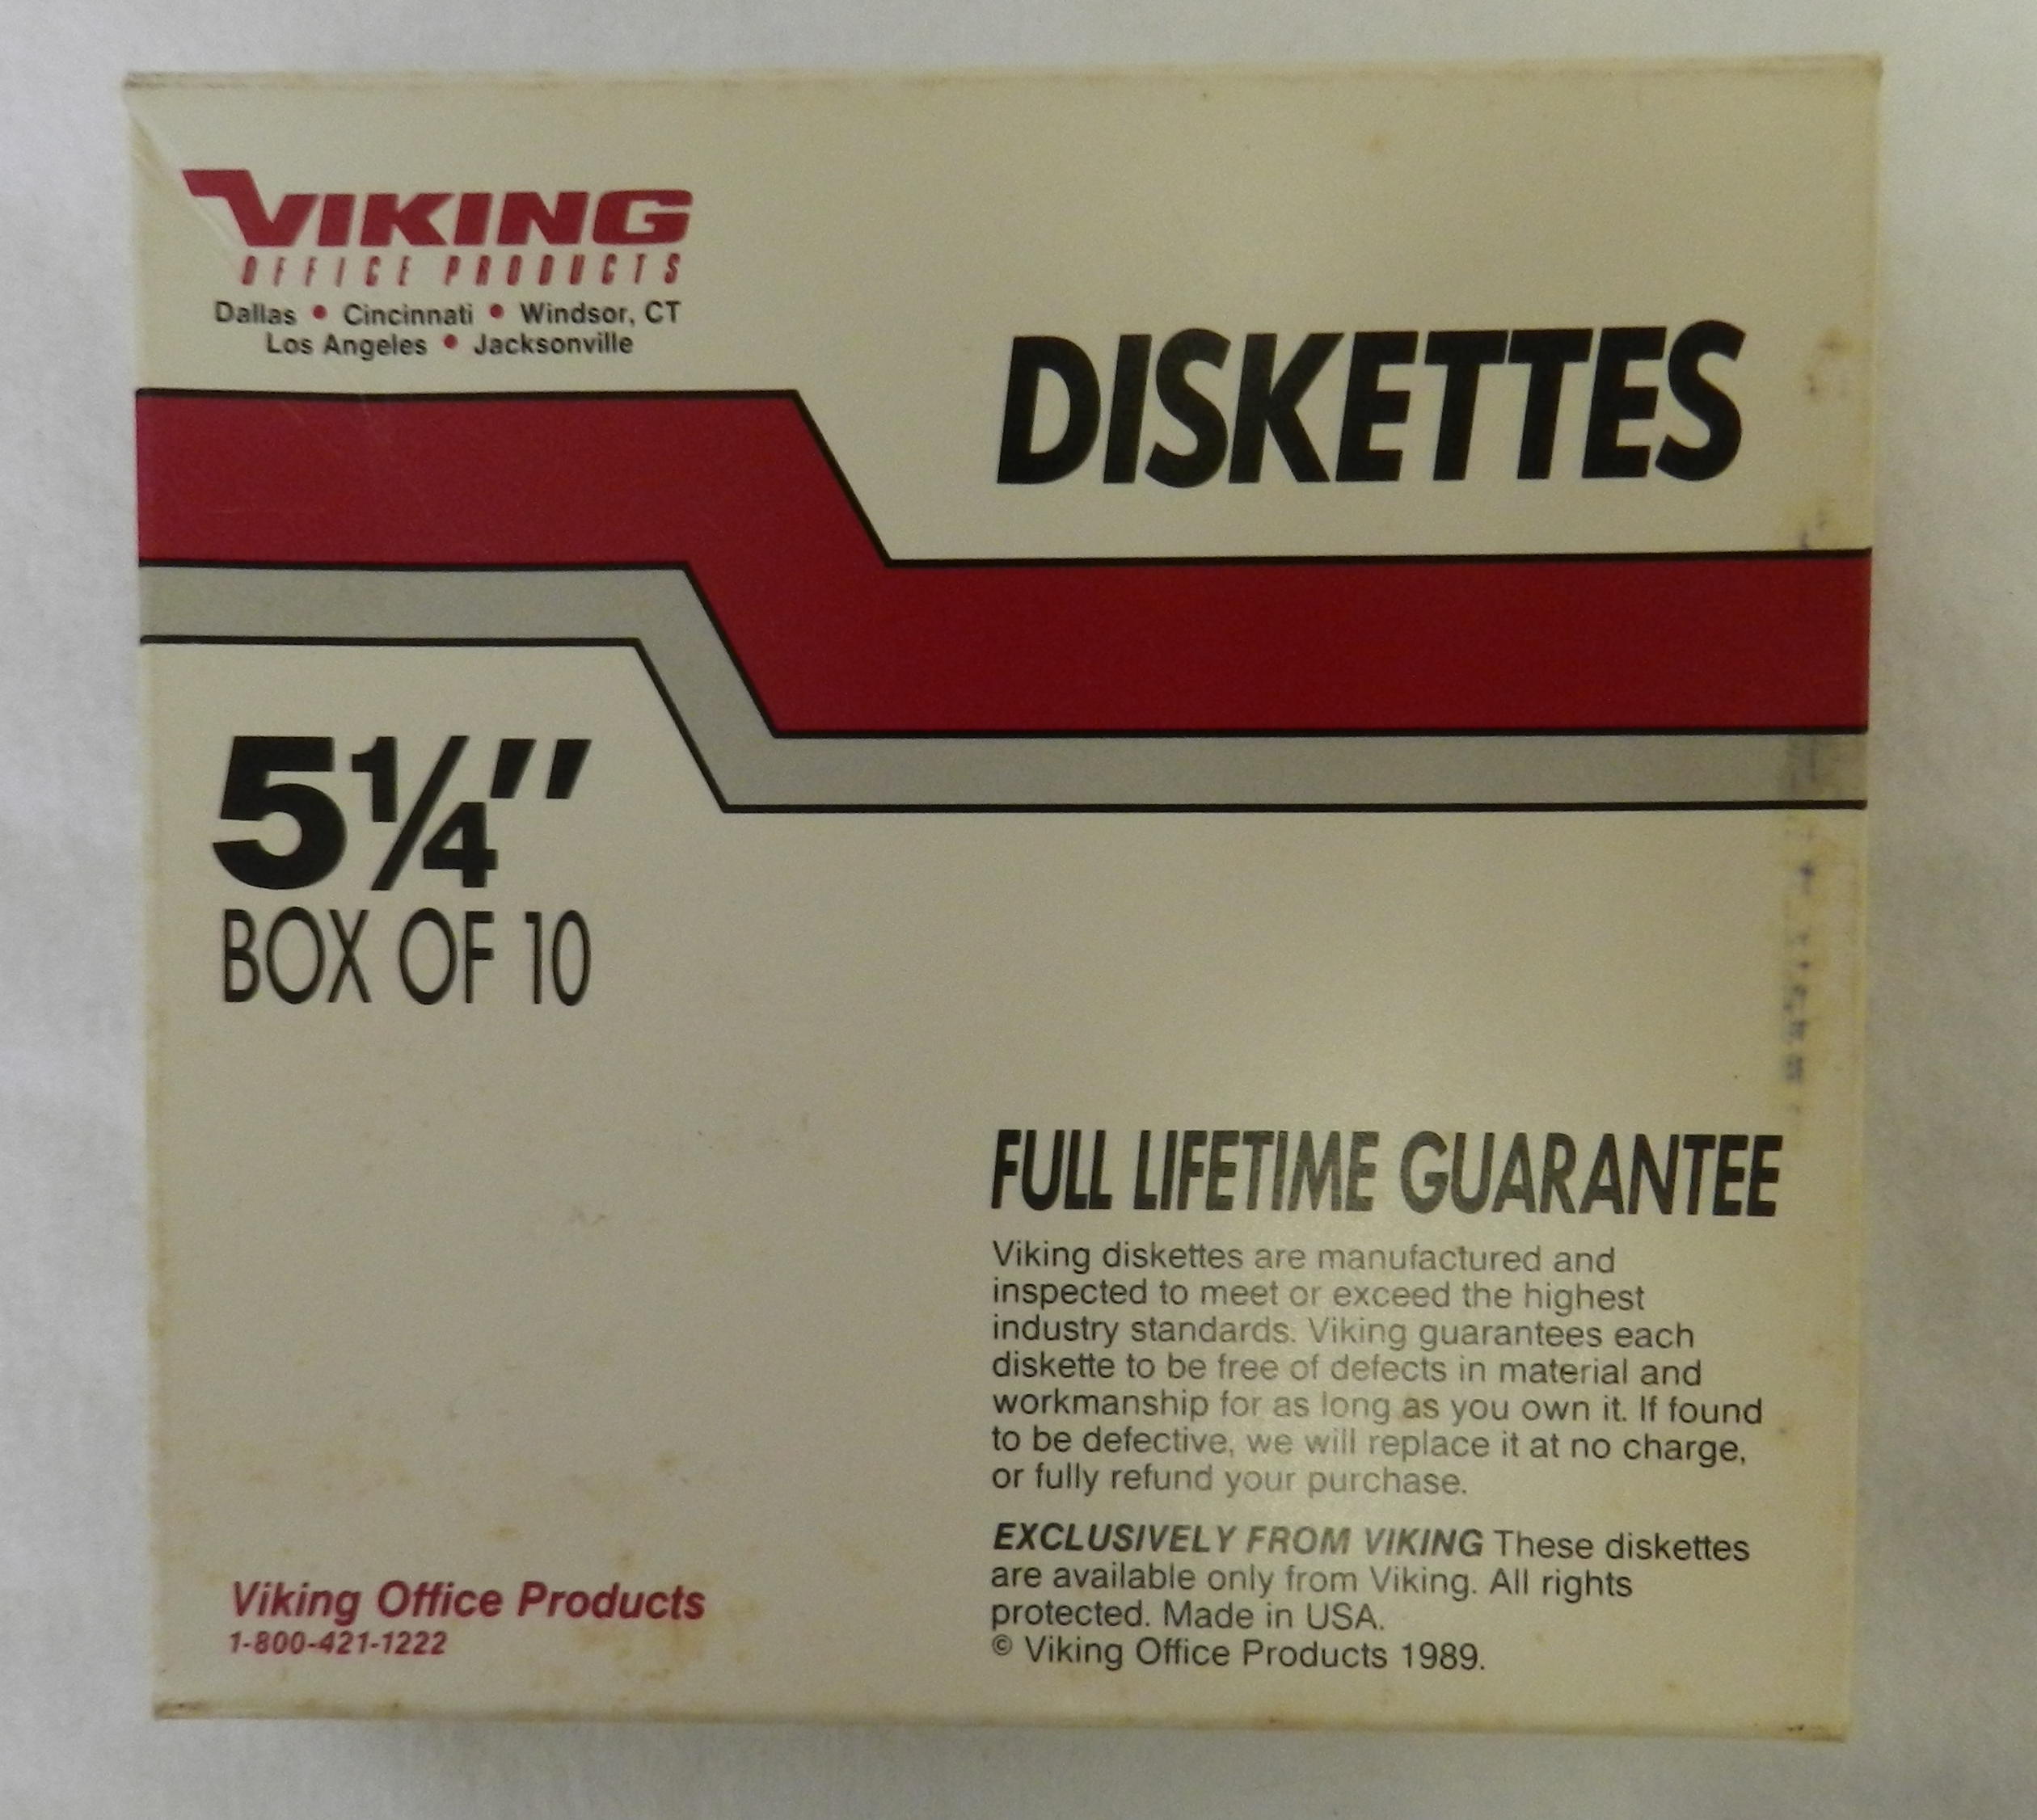 VIKING
OFFICE PRODUCTS
Dallas • Cincinnati • Windsor, CT
Los Angeles • Jacksonville
DISKETTES
5¼"
BOX OF 10
FULL LIFETIME GUARANTEE
Viking diskettes are manufactured and
inspected to meet or exceed the highest
industry standards. Viking guarantees each
diskette to be free of defects in material and
workmanship for as long as you own it. If found
to be defective, we will replace it at no charge,
or fully refund your purchase.
EXCLUSIVELY FROM VIKING These diskettes
are available only from Viking. All rights
protected. Made in USA.
© Viking Office Products 1989.
Viking Office Products
1-800-421-1222